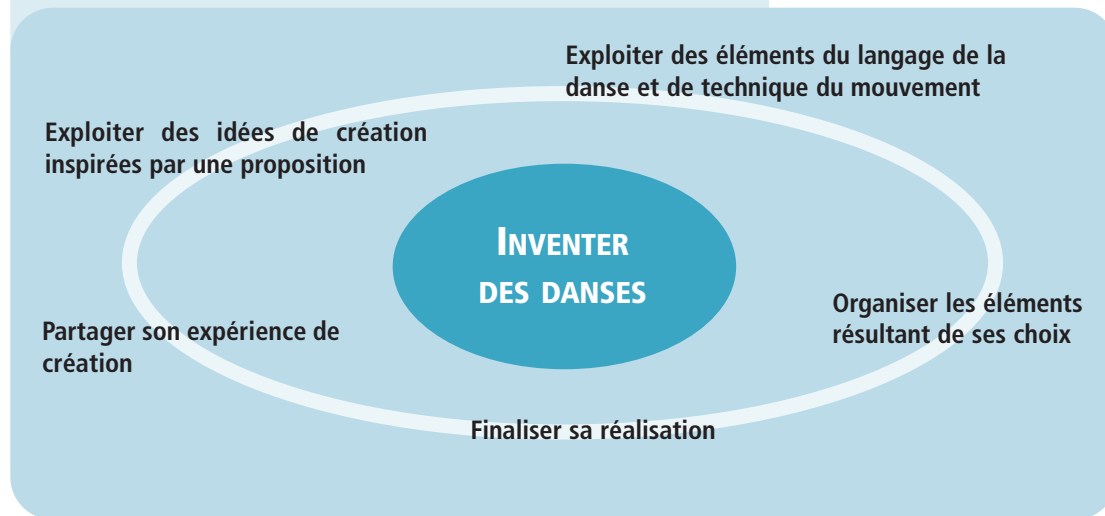 Exploiter des éléments du langage de la
danse et de technique du mouvement
Exploiter des idées de création
inspirées par une proposition
INVENTER
DES DANSES
Organiser les éléments
résultant de ses choix
Partager son expérience de
création
Finaliser sa réalisation